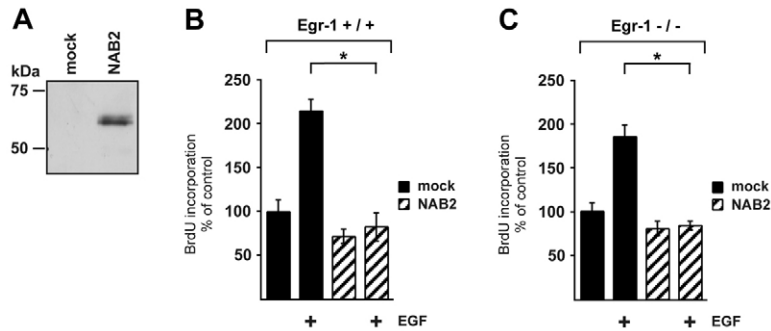 A
mock
NAB2
kDa
75
50
B
Egr-1 + / +
*
250
200
150
100
50
BrdU incorporation
% of control
mock
NAB2
+ + EGF
C
Egr-1 - / -
*
250
200
150
100
50
BrdU incorporation
% of control
mock
NAB2
+ + EGF